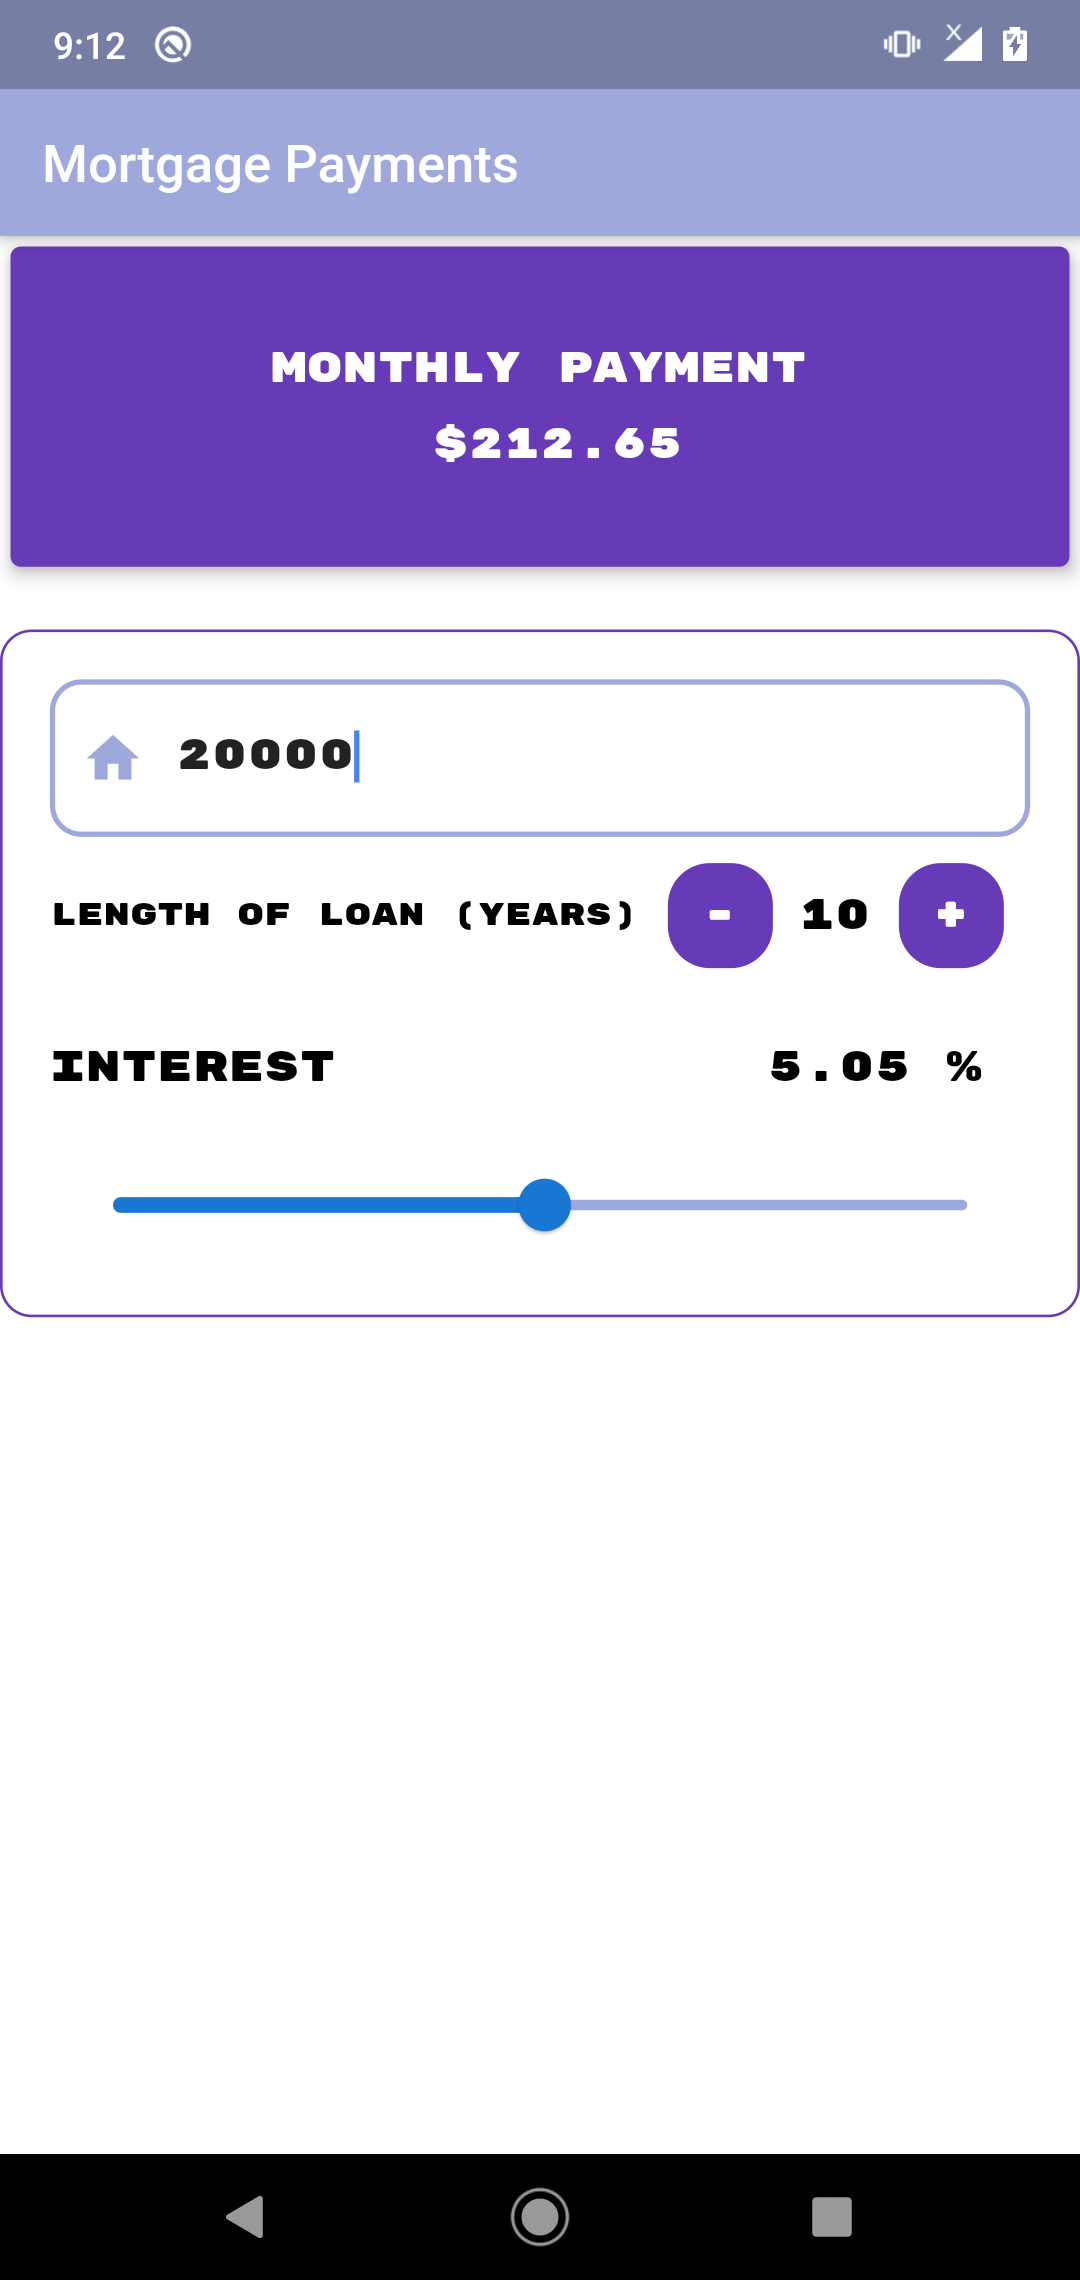 9:12
Mortgage Payments
MONTHLY PAYMENT
$212.65
20000
LENGTH OF LOAN (YEARS) - 10 +
INTEREST 5.05 %